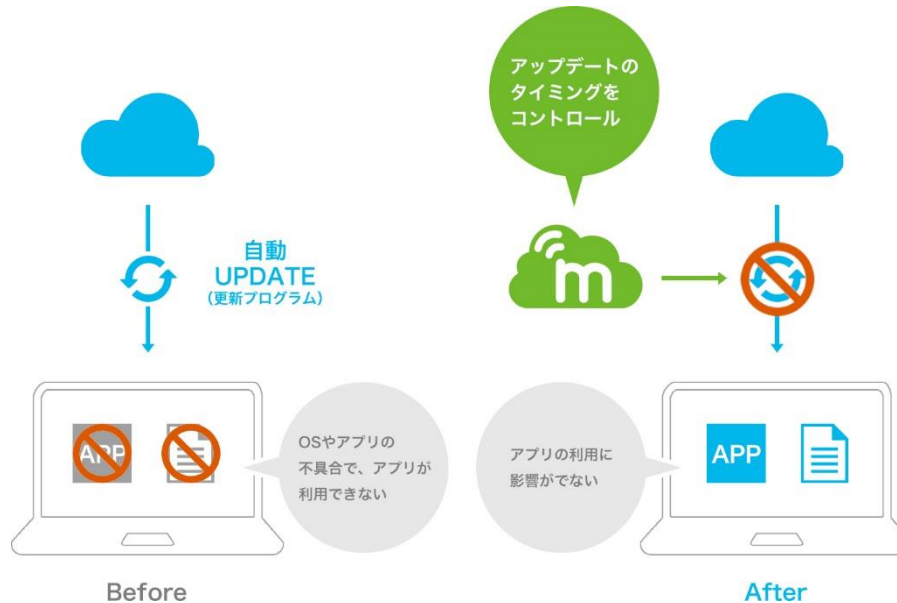 アップデートの
タイミングを
コントロール
自動
UPDATE
(更新プログラム)
m
APP
OSやアプリの
不具合で、アプリが
利用できない
アプリの利用に
影響がでない
APP
Before
After